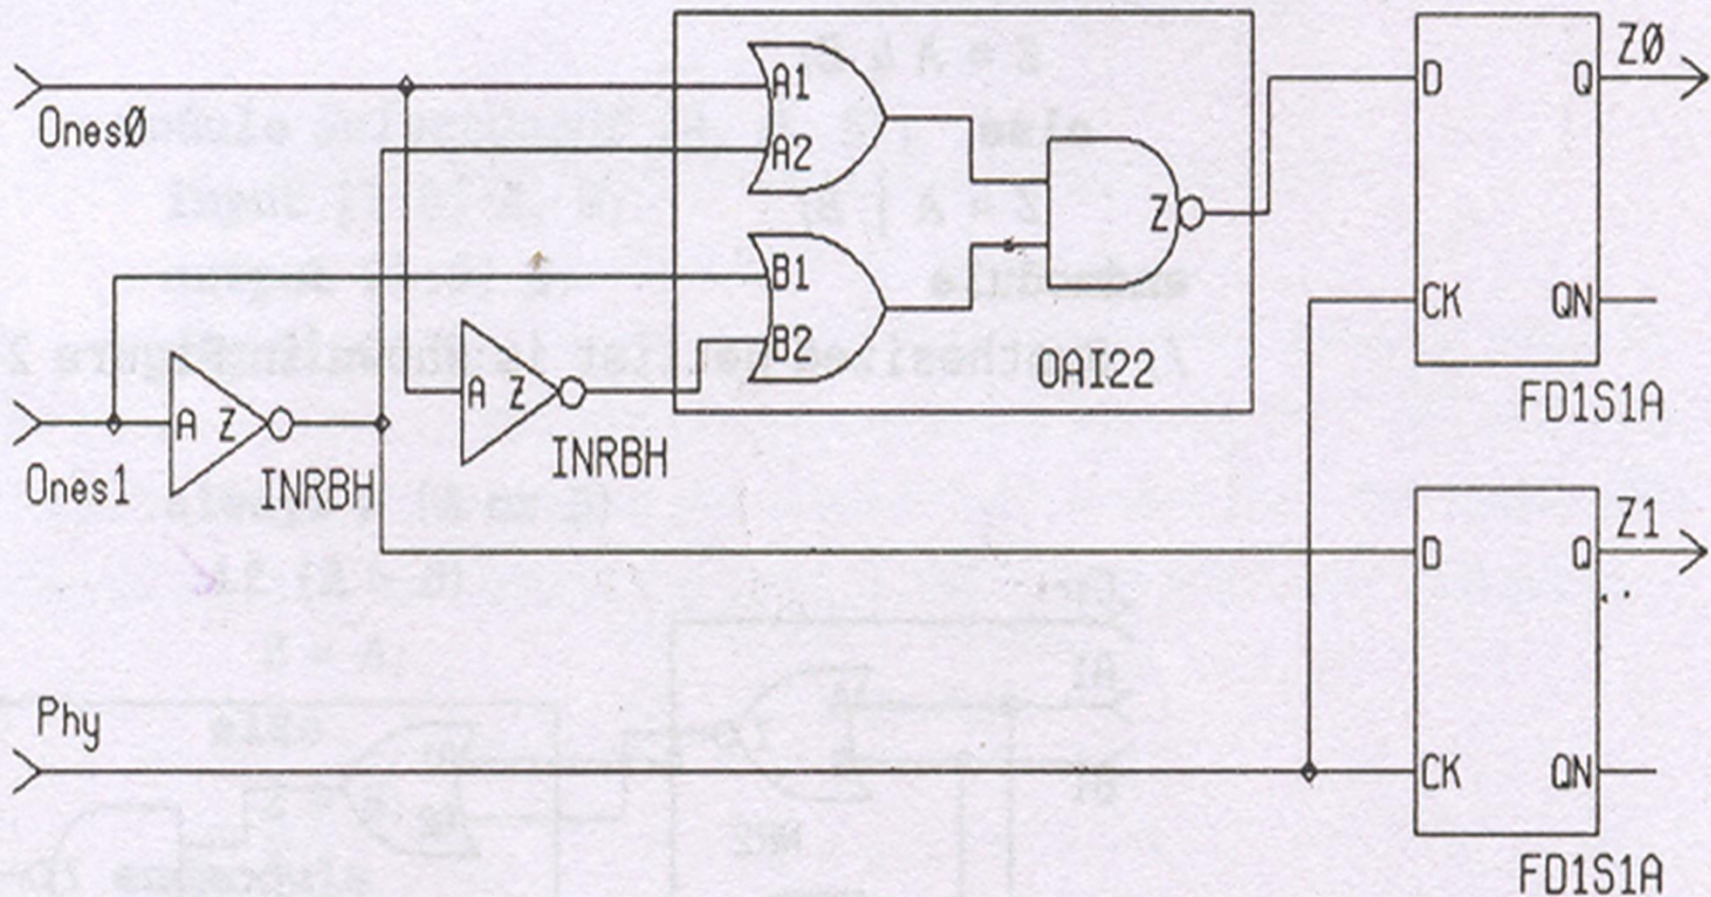 Ones0
Ones1
Phy
A Z
INRBH
A Z
INRBH
A1
A2
B1
B2
Z
OAI22
D
Q
Z0
CK
QN
FD1S1A
D
Q
Z1
CK
QN
FD1S1A